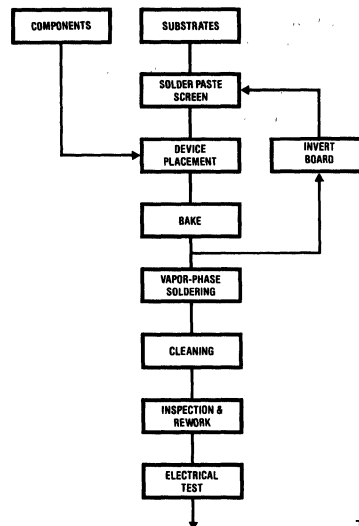 COMPONENTS
SUBSTRATES
SOLDER PASTE
SCREEN
DEVICE
PLACEMENT
INVERT
BOARD
BAKE
VAPOR-PHASE
SOLDERING
CLEANING
INSPECTION &
REWORK
ELECTRICAL
TEST